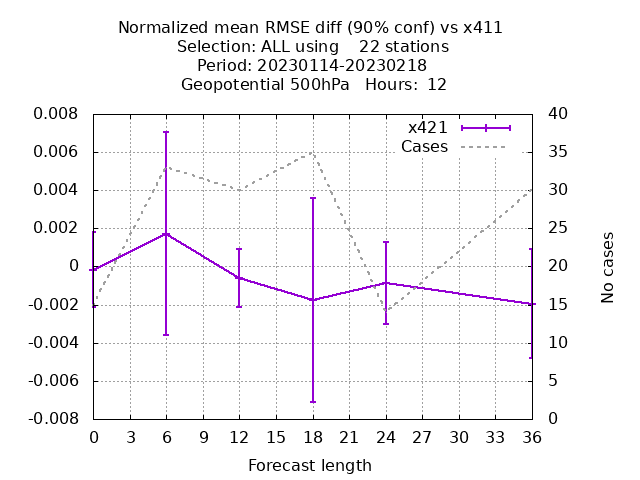 Normalized mean RMSE diff (90% conf) vs x411
Selection: ALL using    22 stations
Period: 20230114-20230218
Geopotential 500hPa   Hours:  12
x421
Cases
0.008
0.006
0.004
0.002
0
-0.002
-0.004
-0.006
-0.008
40
35
30
25
20
15
10
5
0
No cases
0 3 6 9 12 15 18 21 24 27 30 33 36
Forecast length